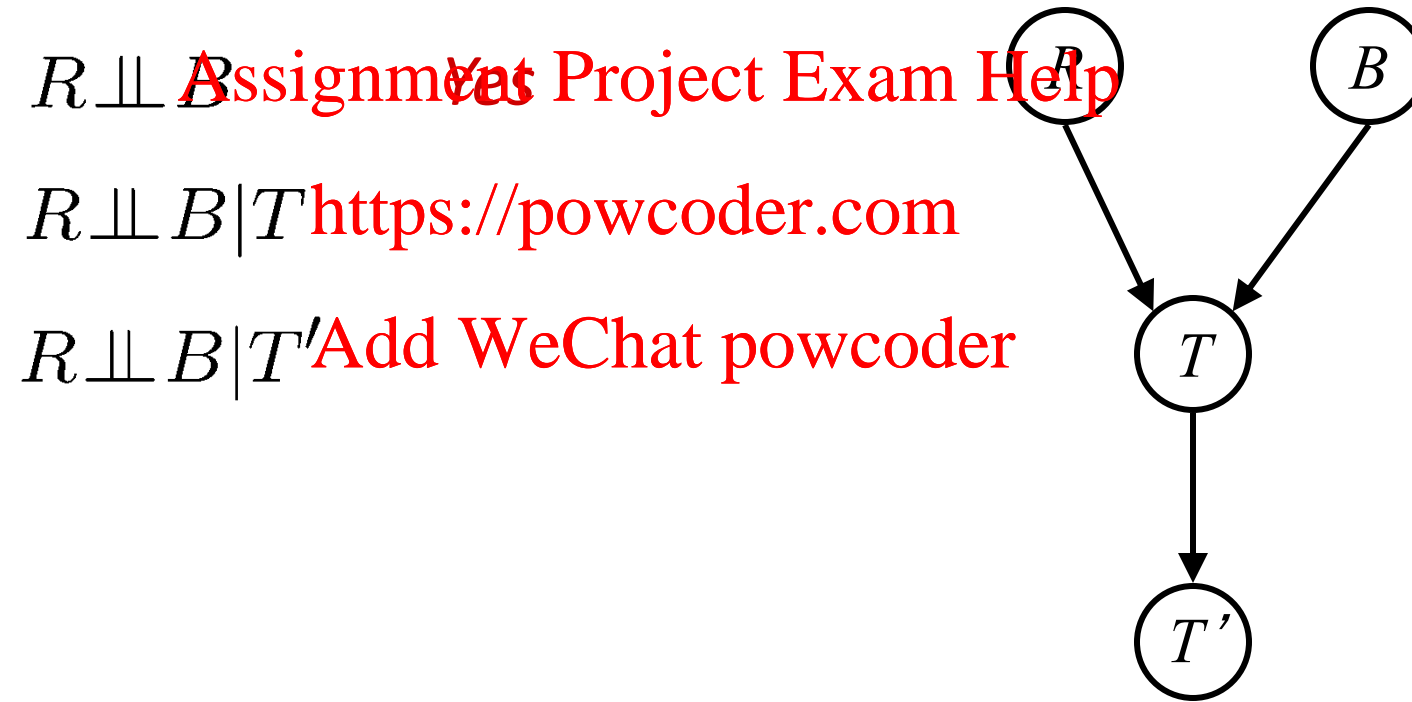 R⫫B Yes
Assignment Project Exam Help
R⫫B|T
https://powcoder.com
R⫫B|T′
Add WeChat powcoder
R
B
T
T′